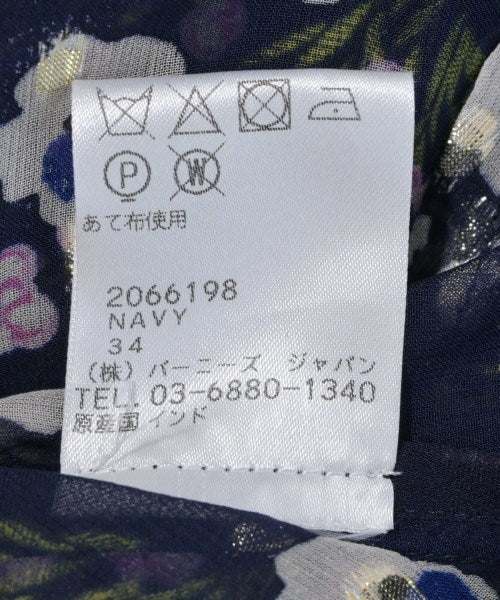 P W
あて布使用
2066198
NAVY
34
(株) バーニーズ ジャパン
TEL. 03-6880-1340
原産国 インド